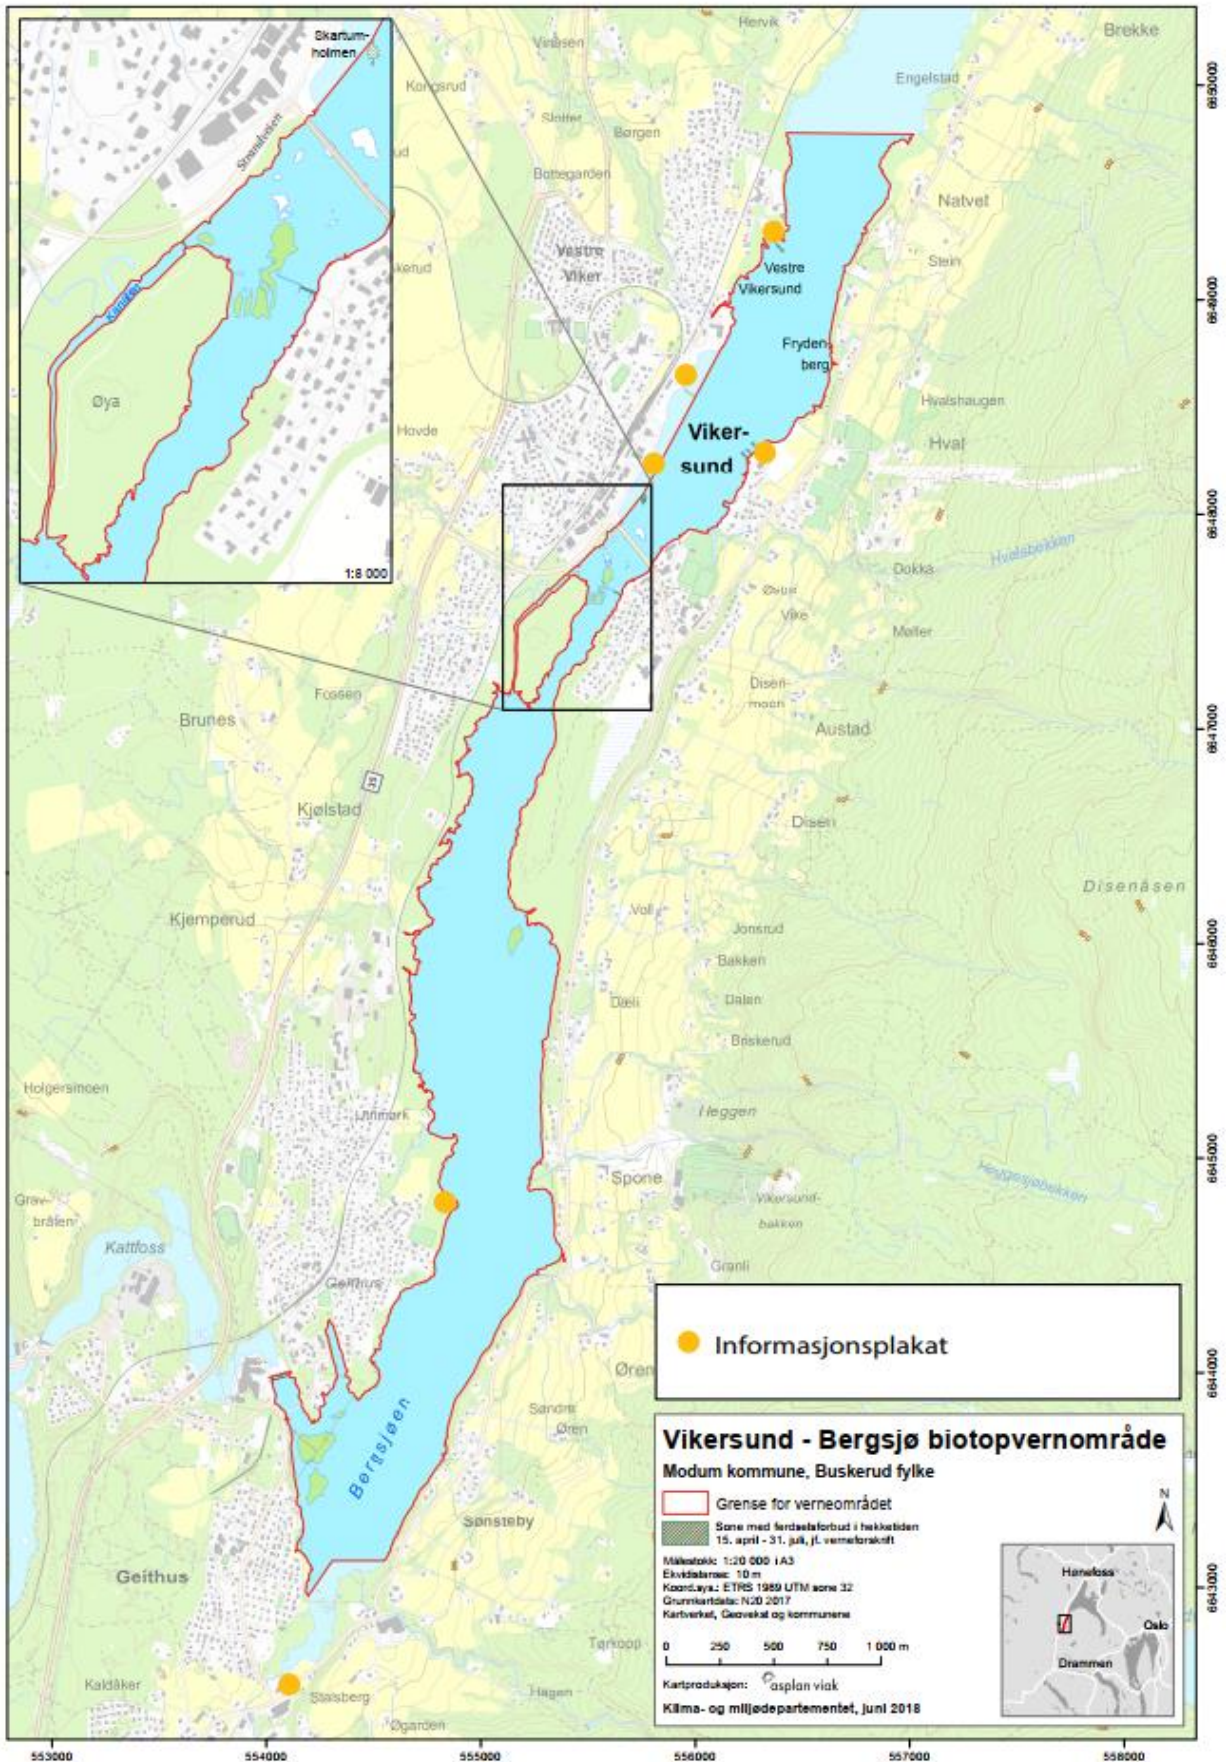 Skartum-
holmen
Strandveien
Kanalen
Øya
1:8 000
Hervik
Brekke
Kongsrud
Engelstad
Slotter
Børgen
Bottegarden
Natvet
Vestre
Viker
Vestre
Vikersund
Stein
Fryden-
berg
Hvalshaugen
Hovde
Hval
Viker-
sund
Hvalsbekken
Dokka
Vike
Møller
Fossen
Disen-
moen
Brunes
Austad
35
Kjølstad
Disen
Disenåsen
Kjemperud
Voll
Jonsrud
Bakken
Dæli
Dalen
Briskerud
Holgersmoen
Heggen
Spone
Heggesjøbekken
Vikersund-
bakken
Grav-
bråten
Kattfoss
Granli
Geithus
Øren
Søndre
Øren
Bergsjøen
Sønsteby
Geithus
Tørkop
Kaldåker
Stalsberg
Hagen
Øgarden
Informasjonsplakat
Vikersund - Bergsjø biotopvernområde
Modum kommune, Buskerud fylke
Grense for verneområdet
Sone med ferdselsforbud i hekketiden
15. april - 31. juli, jf. verneforskrift
Målestokk: 1:20 000 i A3
Ekvidistanse: 10 m
Koord.sys.: ETRS 1989 UTM sone 32
Grunnkartdata: N20 2017
Kartverket, Geovekst og kommunene
0 250 500 750 1 000 m
Kartproduksjon: asplan viak
Klima- og miljødepartementet, juni 2018
N
Hønefoss
Oslo
Drammen
6650000
6649000
6648000
6647000
6646000
6645000
6644000
6643000
553000 554000 555000 556000 557000 558000